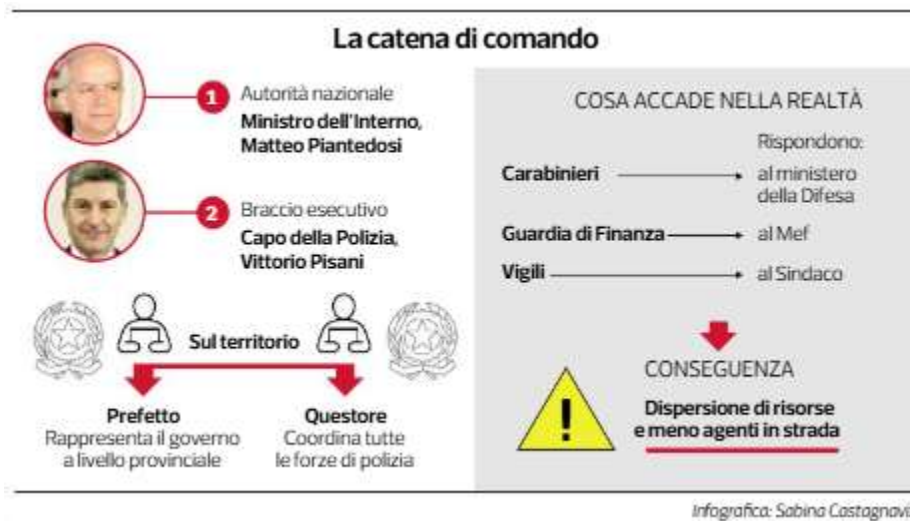 La catena di comando
1
Autorità nazionale
Ministro dell'Interno,
Matteo Piantedosi
2
Braccio esecutivo
Capo della Polizia,
Vittorio Pisani
Sul territorio
Prefetto
Rappresenta il governo
a livello provinciale
Questore
Coordina tutte
le forze di polizia
COSA ACCADE NELLA REALTÀ
Rispondono:
Carabinieri al ministero
della Difesa
Guardia di Finanza al Mef
Vigili al Sindaco
CONSEGUENZA
!
Dispersione di risorse
e meno agenti in strada
Infografica: Sabina Castagnavi